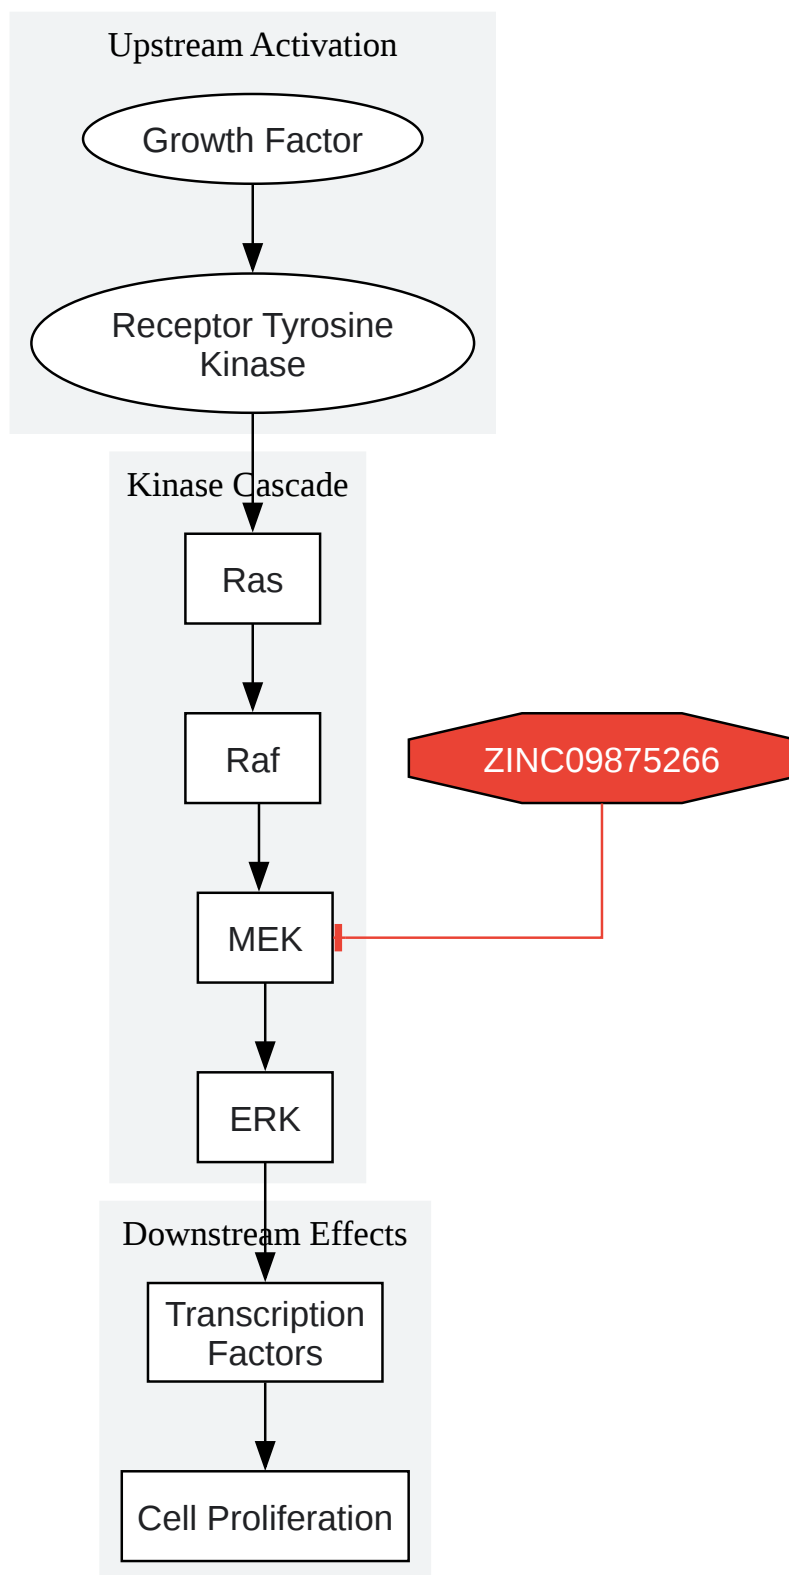 Upstream Activation
Growth Factor
Receptor Tyrosine
Kinase
Kinase Cascade
Ras
Raf
ZINC09875266
MEK
ERK
Downstream Effects
Transcription
Factors
Cell Proliferation